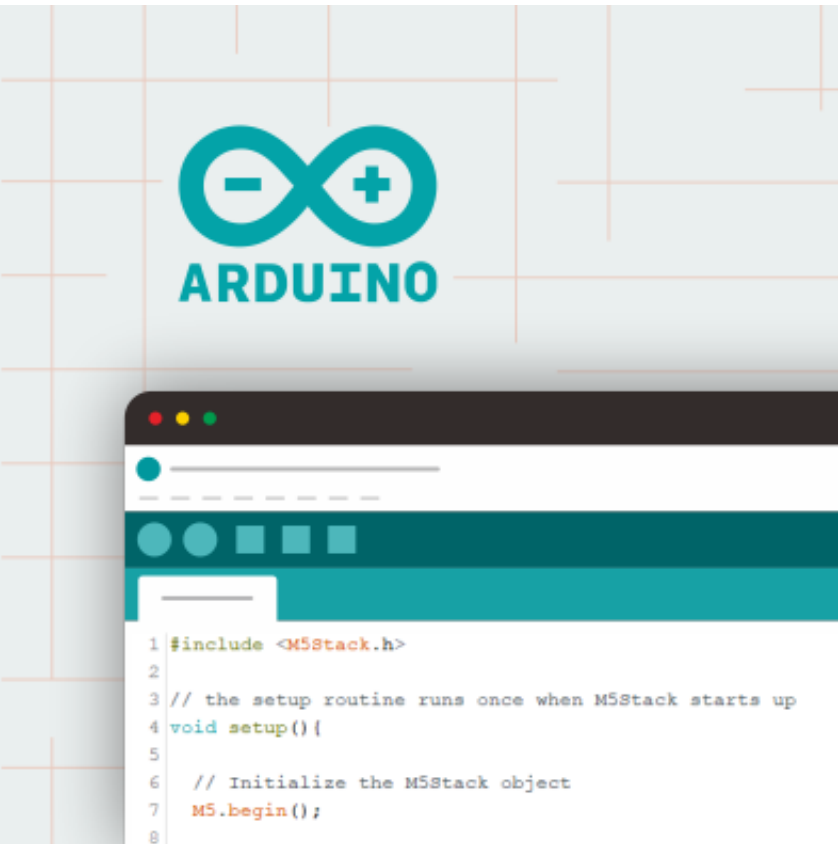 ARDUINO
1 #include <M5Stack.h>
2
3 // the setup routine runs once when M5Stack starts up
4 void setup(){
5
6   // Initialize the M5Stack object
7   M5.begin();
8